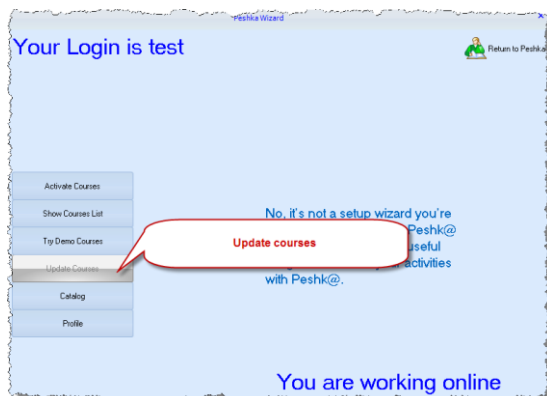 Peshka Wizard
Your Login is test
Return to Peshka
Activate Courses
Show Courses List
Try Demo Courses
Update Courses
Catalog
Profile
No, it's not a setup wizard you're
Peshk@
useful
activities
with Peshk@.
Update courses
You are working online